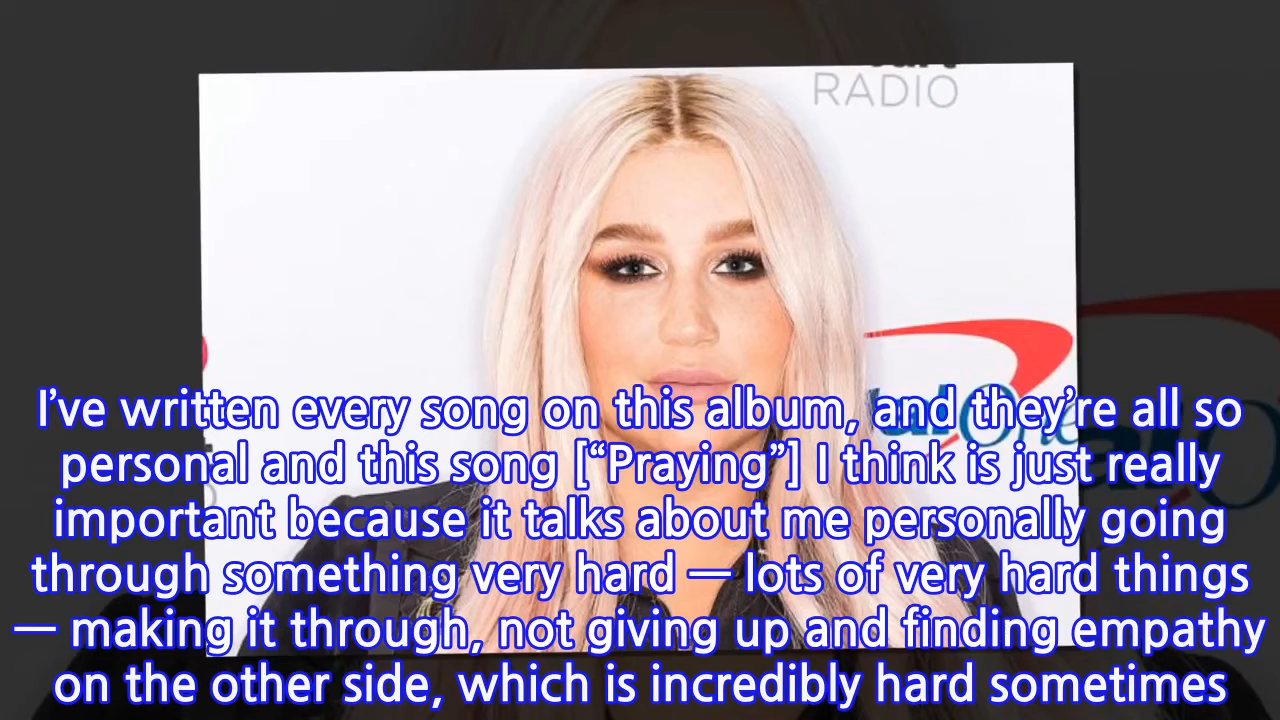 RADIO
I’ve written every song on this album, and they’re all so
personal and this song [“Praying”] I think is just really
important because it talks about me personally going
through something very hard — lots of very hard things
— making it through, not giving up and finding empathy
on the other side, which is incredibly hard sometimes